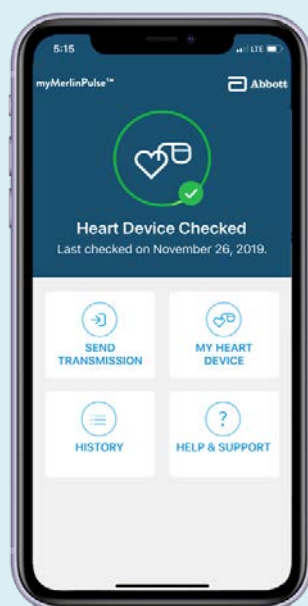 5:15
LTE
myMerlinPulse™
Abbott
Heart Device Checked
Last checked on November 26, 2019.
SEND
TRANSMISSION
MY HEART
DEVICE
HISTORY
?
HELP & SUPPORT